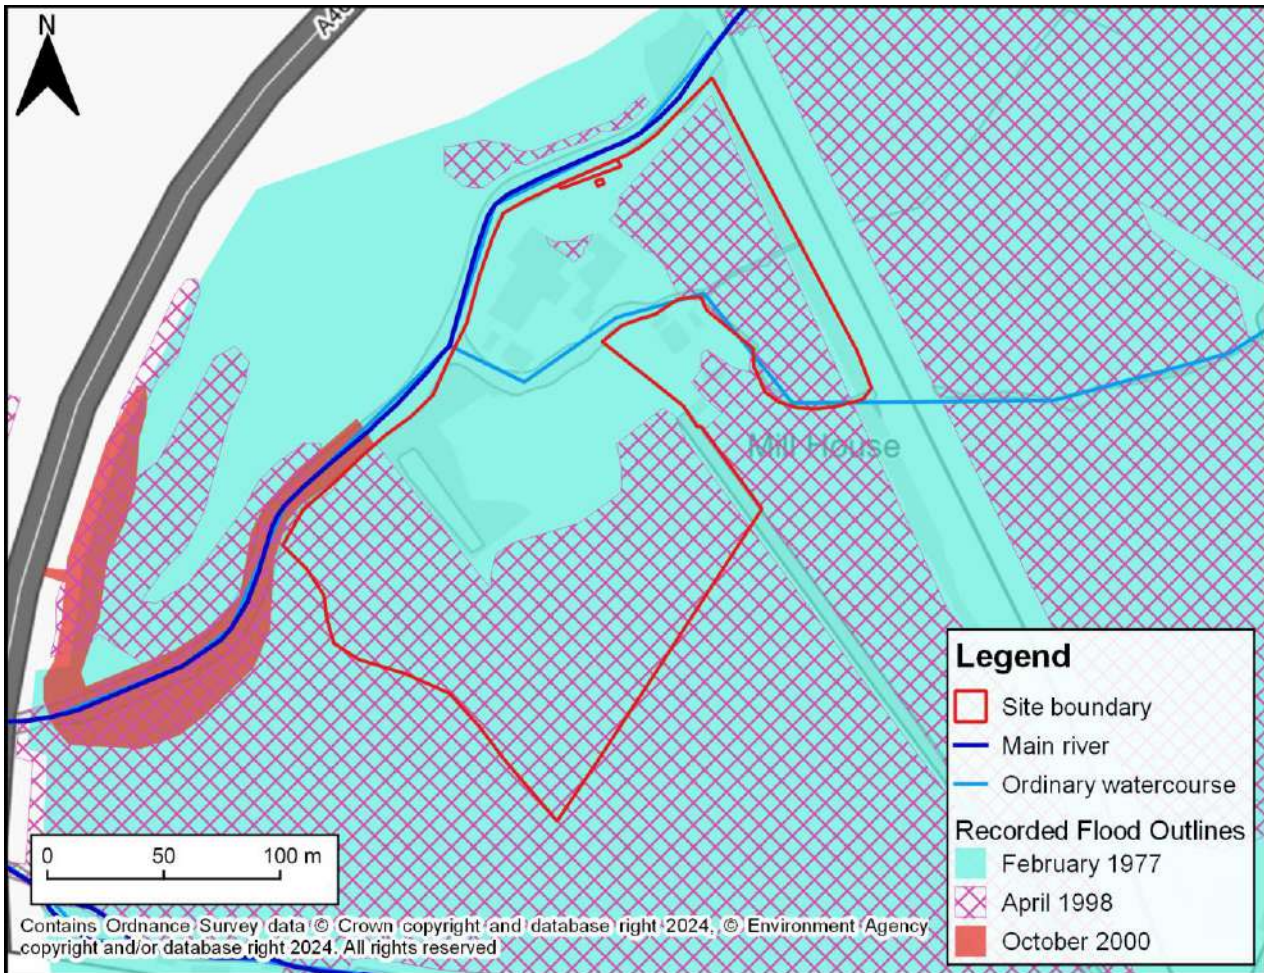 N
Mill House
Legend
Site boundary
Main river
Ordinary watercourse
Recorded Flood Outlines
February 1977
April 1998
October 2000
0 50 100 m
Contains Ordnance Survey data © Crown copyright and database right 2024, © Environment Agency
copyright and/or database right 2024. All rights reserved